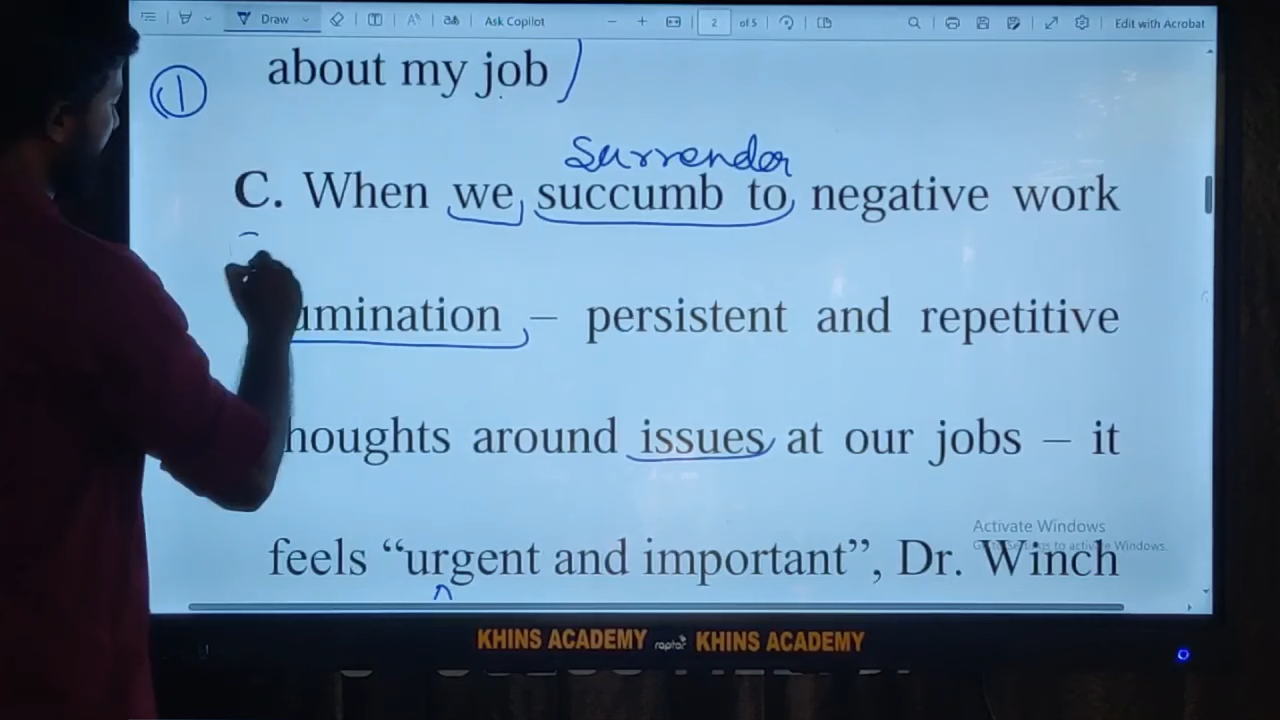 Draw
Ask Copilot
2 of 5
Edit with Acrobat
1
about my job
Surrender
C. When we succumb to negative work
umination – persistent and repetitive
houghts around issues at our jobs – it
Activate Windows
feels “urgent and important”, Dr. Winch
KHINS ACADEMY KHINS ACADEMY